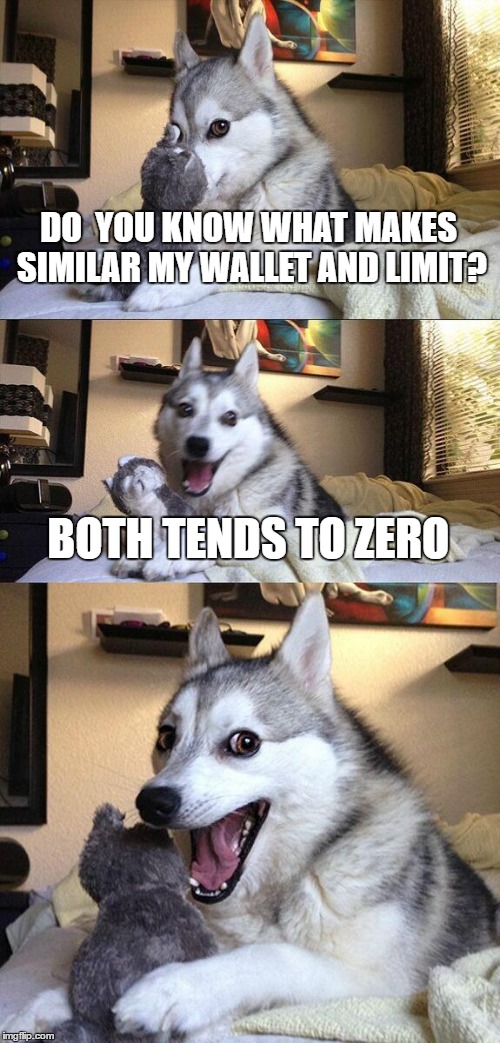 DO YOU KNOW WHAT MAKES
SIMILAR MY WALLET AND LIMIT?
BOTH TENDS TO ZERO
imgflip.com